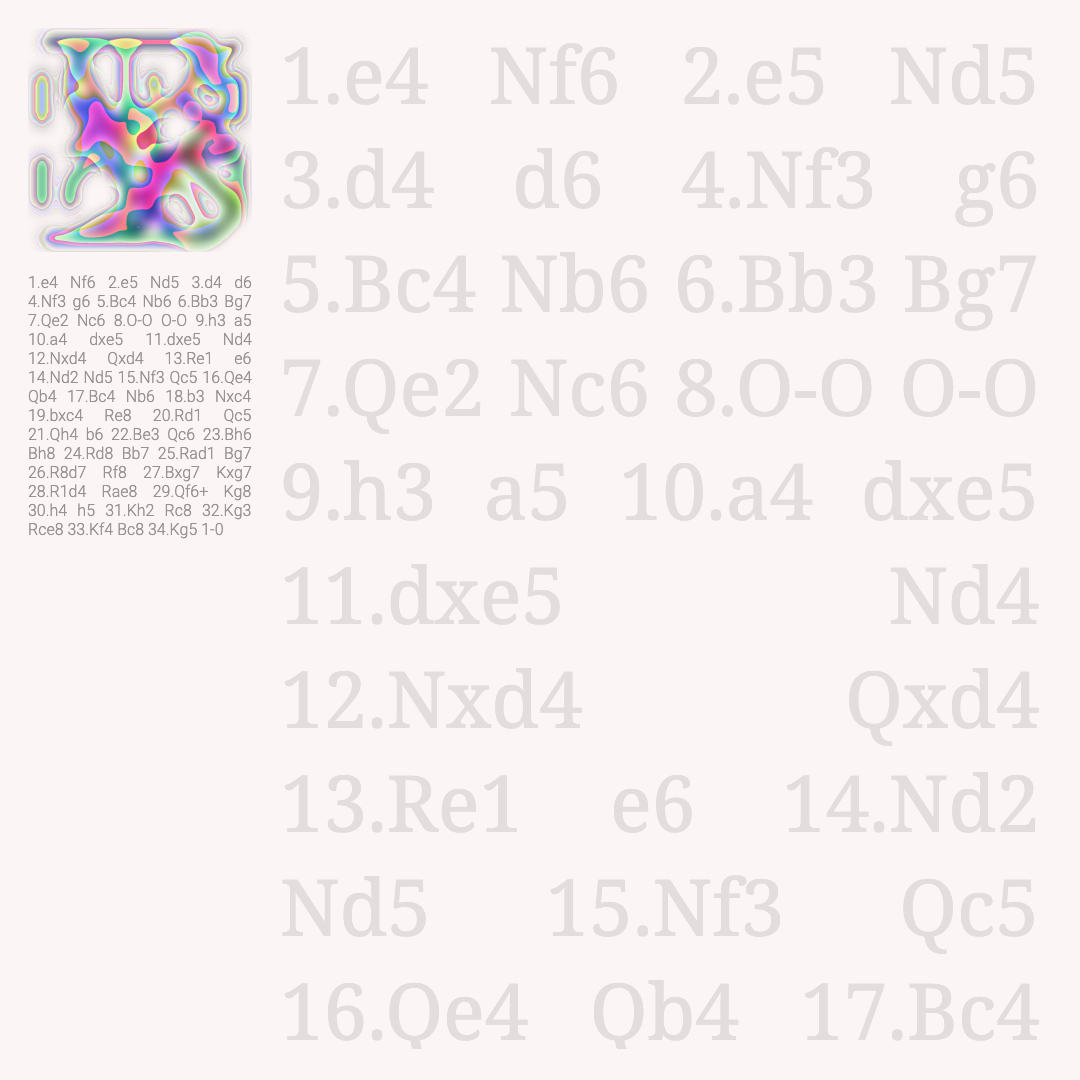 1.e4 Nf6 2.e5 Nd5 3.d4 d6
4.Nf3 g6 5.Bc4 Nb6 6.Bb3 Bg7
7.Qe2 Nc6 8.O-O O-O 9.h3 a5
10.a4 dxe5 11.dxe5 Nd4
12.Nxd4 Qxd4 13.Re1 e6
14.Nd2 Nd5 15.Nf3 Qc5 16.Qe4
Qb4 17.Bc4 Nb6 18.b3 Nxc4
19.bxc4 Re8 20.Rd1 Qc5
21.Qh4 b6 22.Be3 Qc6 23.Bh6
Bh8 24.Rd8 Bb7 25.Rad1 Bg7
26.R8d7 Rf8 27.Bxg7 Kxg7
28.R1d4 Rae8 29.Qf6+ Kg8
30.h4 h5 31.Kh2 Rc8 32.Kg3
Rce8 33.Kf4 Bc8 34.Kg5 1-0
1.e4 Nf6 2.e5 Nd5
3.d4 d6 4.Nf3 g6
5.Bc4 Nb6 6.Bb3 Bg7
7.Qe2 Nc6 8.O-O O-O
9.h3 a5 10.a4 dxe5
11.dxe5 Nd4
12.Nxd4 Qxd4
13.Re1 e6 14.Nd2
Nd5 15.Nf3 Qc5
16.Qe4 Qb4 17.Bc4